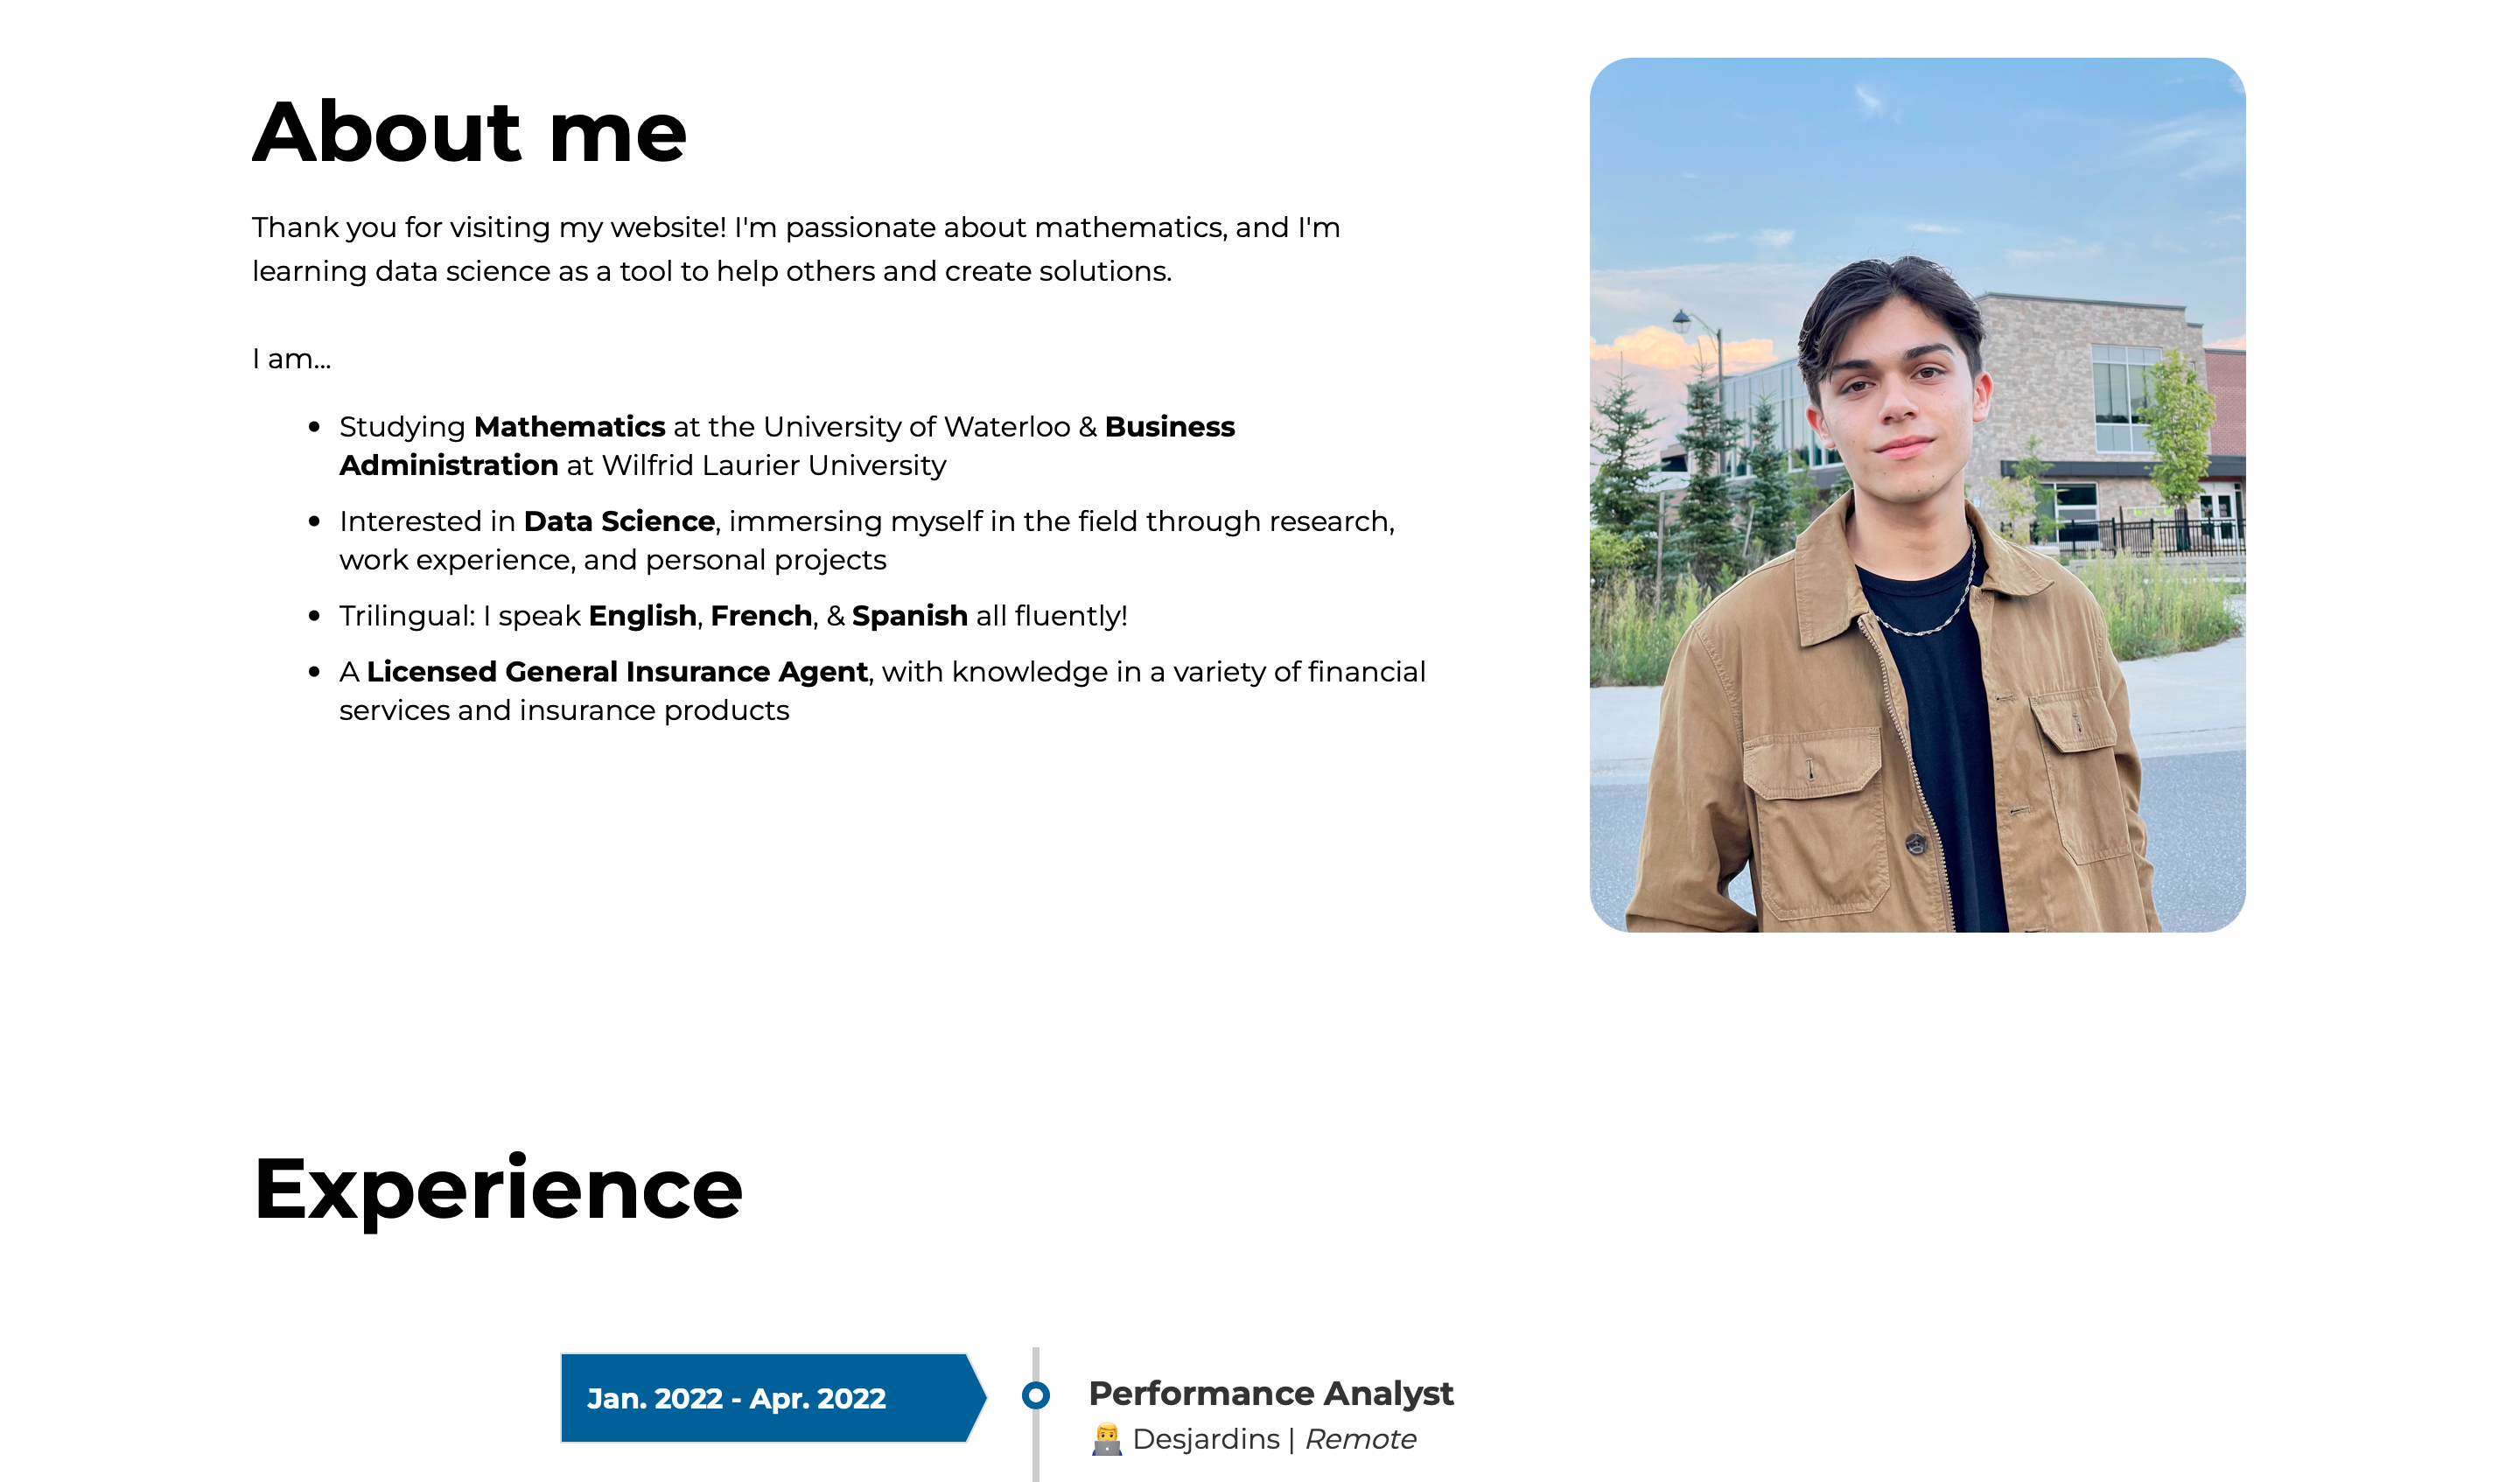 About me
Thank you for visiting my website! I'm passionate about mathematics, and I'm
learning data science as a tool to help others and create solutions.
I am...
• Studying Mathematics at the University of Waterloo & Business
Administration at Wilfrid Laurier University
• Interested in Data Science, immersing myself in the field through research,
work experience, and personal projects
• Trilingual: I speak English, French, & Spanish all fluently!
• A Licensed General Insurance Agent, with knowledge in a variety of financial
services and insurance products
Experience
Jan. 2022 - Apr. 2022
Performance Analyst
👨‍💻 Desjardins | Remote